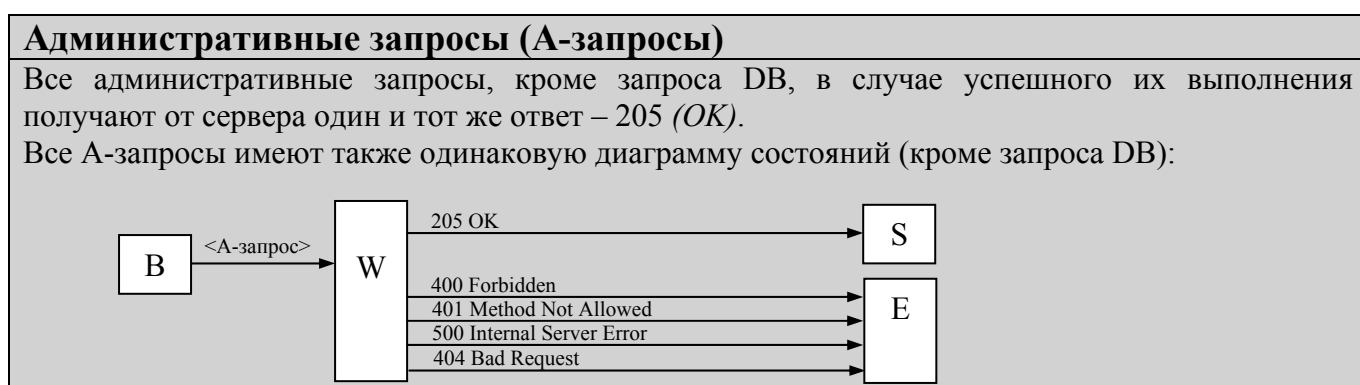 Административные запросы (А-запросы)
Все административные запросы, кроме запроса DB, в случае успешного их выполнения
получают от сервера один и тот же ответ – 205 (OK).
Все А-запросы имеют также одинаковую диаграмму состояний (кроме запроса DB):
205 OK
S
<А-запрос>
B
W
400 Forbidden
401 Method Not Allowed
E
500 Internal Server Error
404 Bad Request